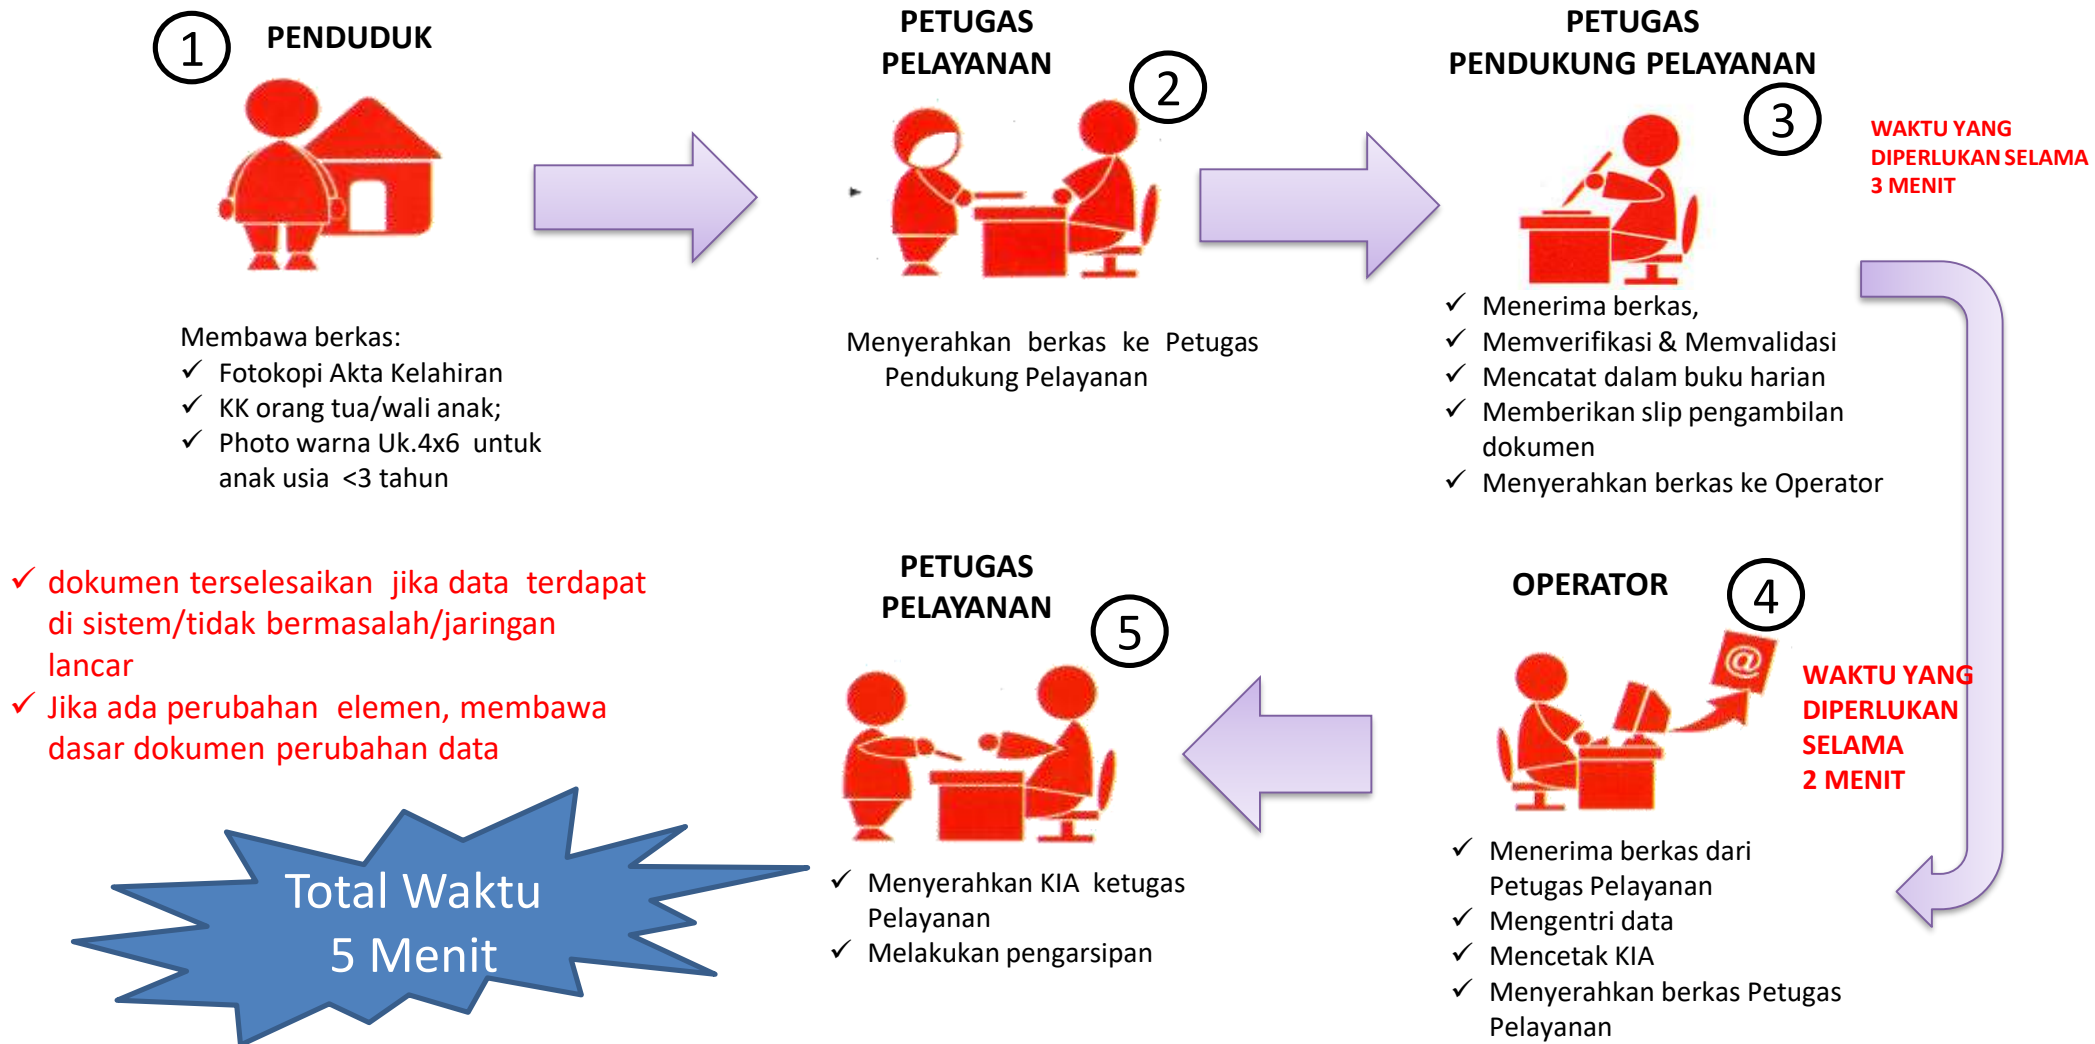 1
PENDUDUK
Membawa berkas:
✓ Fotokopi Akta Kelahiran
✓ KK orang tua/wali anak;
✓ Photo warna Uk.4x6 untuk
anak usia <3 tahun
PETUGAS
PELAYANAN
2
Menyerahkan berkas ke Petugas
Pendukung Pelayanan
PETUGAS
PENDUKUNG PELAYANAN
3
WAKTU YANG
DIPERLUKAN SELAMA
3 MENIT
✓ Menerima berkas,
✓ Memverifikasi & Memvalidasi
✓ Mencatat dalam buku harian
✓ Memberikan slip pengambilan
dokumen
✓ Menyerahkan berkas ke Operator
OPERATOR
4
@
WAKTU YANG
DIPERLUKAN
SELAMA
2 MENIT
✓ Menerima berkas dari
Petugas Pelayanan
✓ Mengentri data
✓ Mencetak KIA
✓ Menyerahkan berkas Petugas
Pelayanan
PETUGAS
PELAYANAN
5
✓ Menyerahkan KIA ketugas
Pelayanan
✓ Melakukan pengarsipan
✓ dokumen terselesaikan jika data terdapat
di sistem/tidak bermasalah/jaringan
lancar
✓ Jika ada perubahan elemen, membawa
dasar dokumen perubahan data
Total Waktu
5 Menit